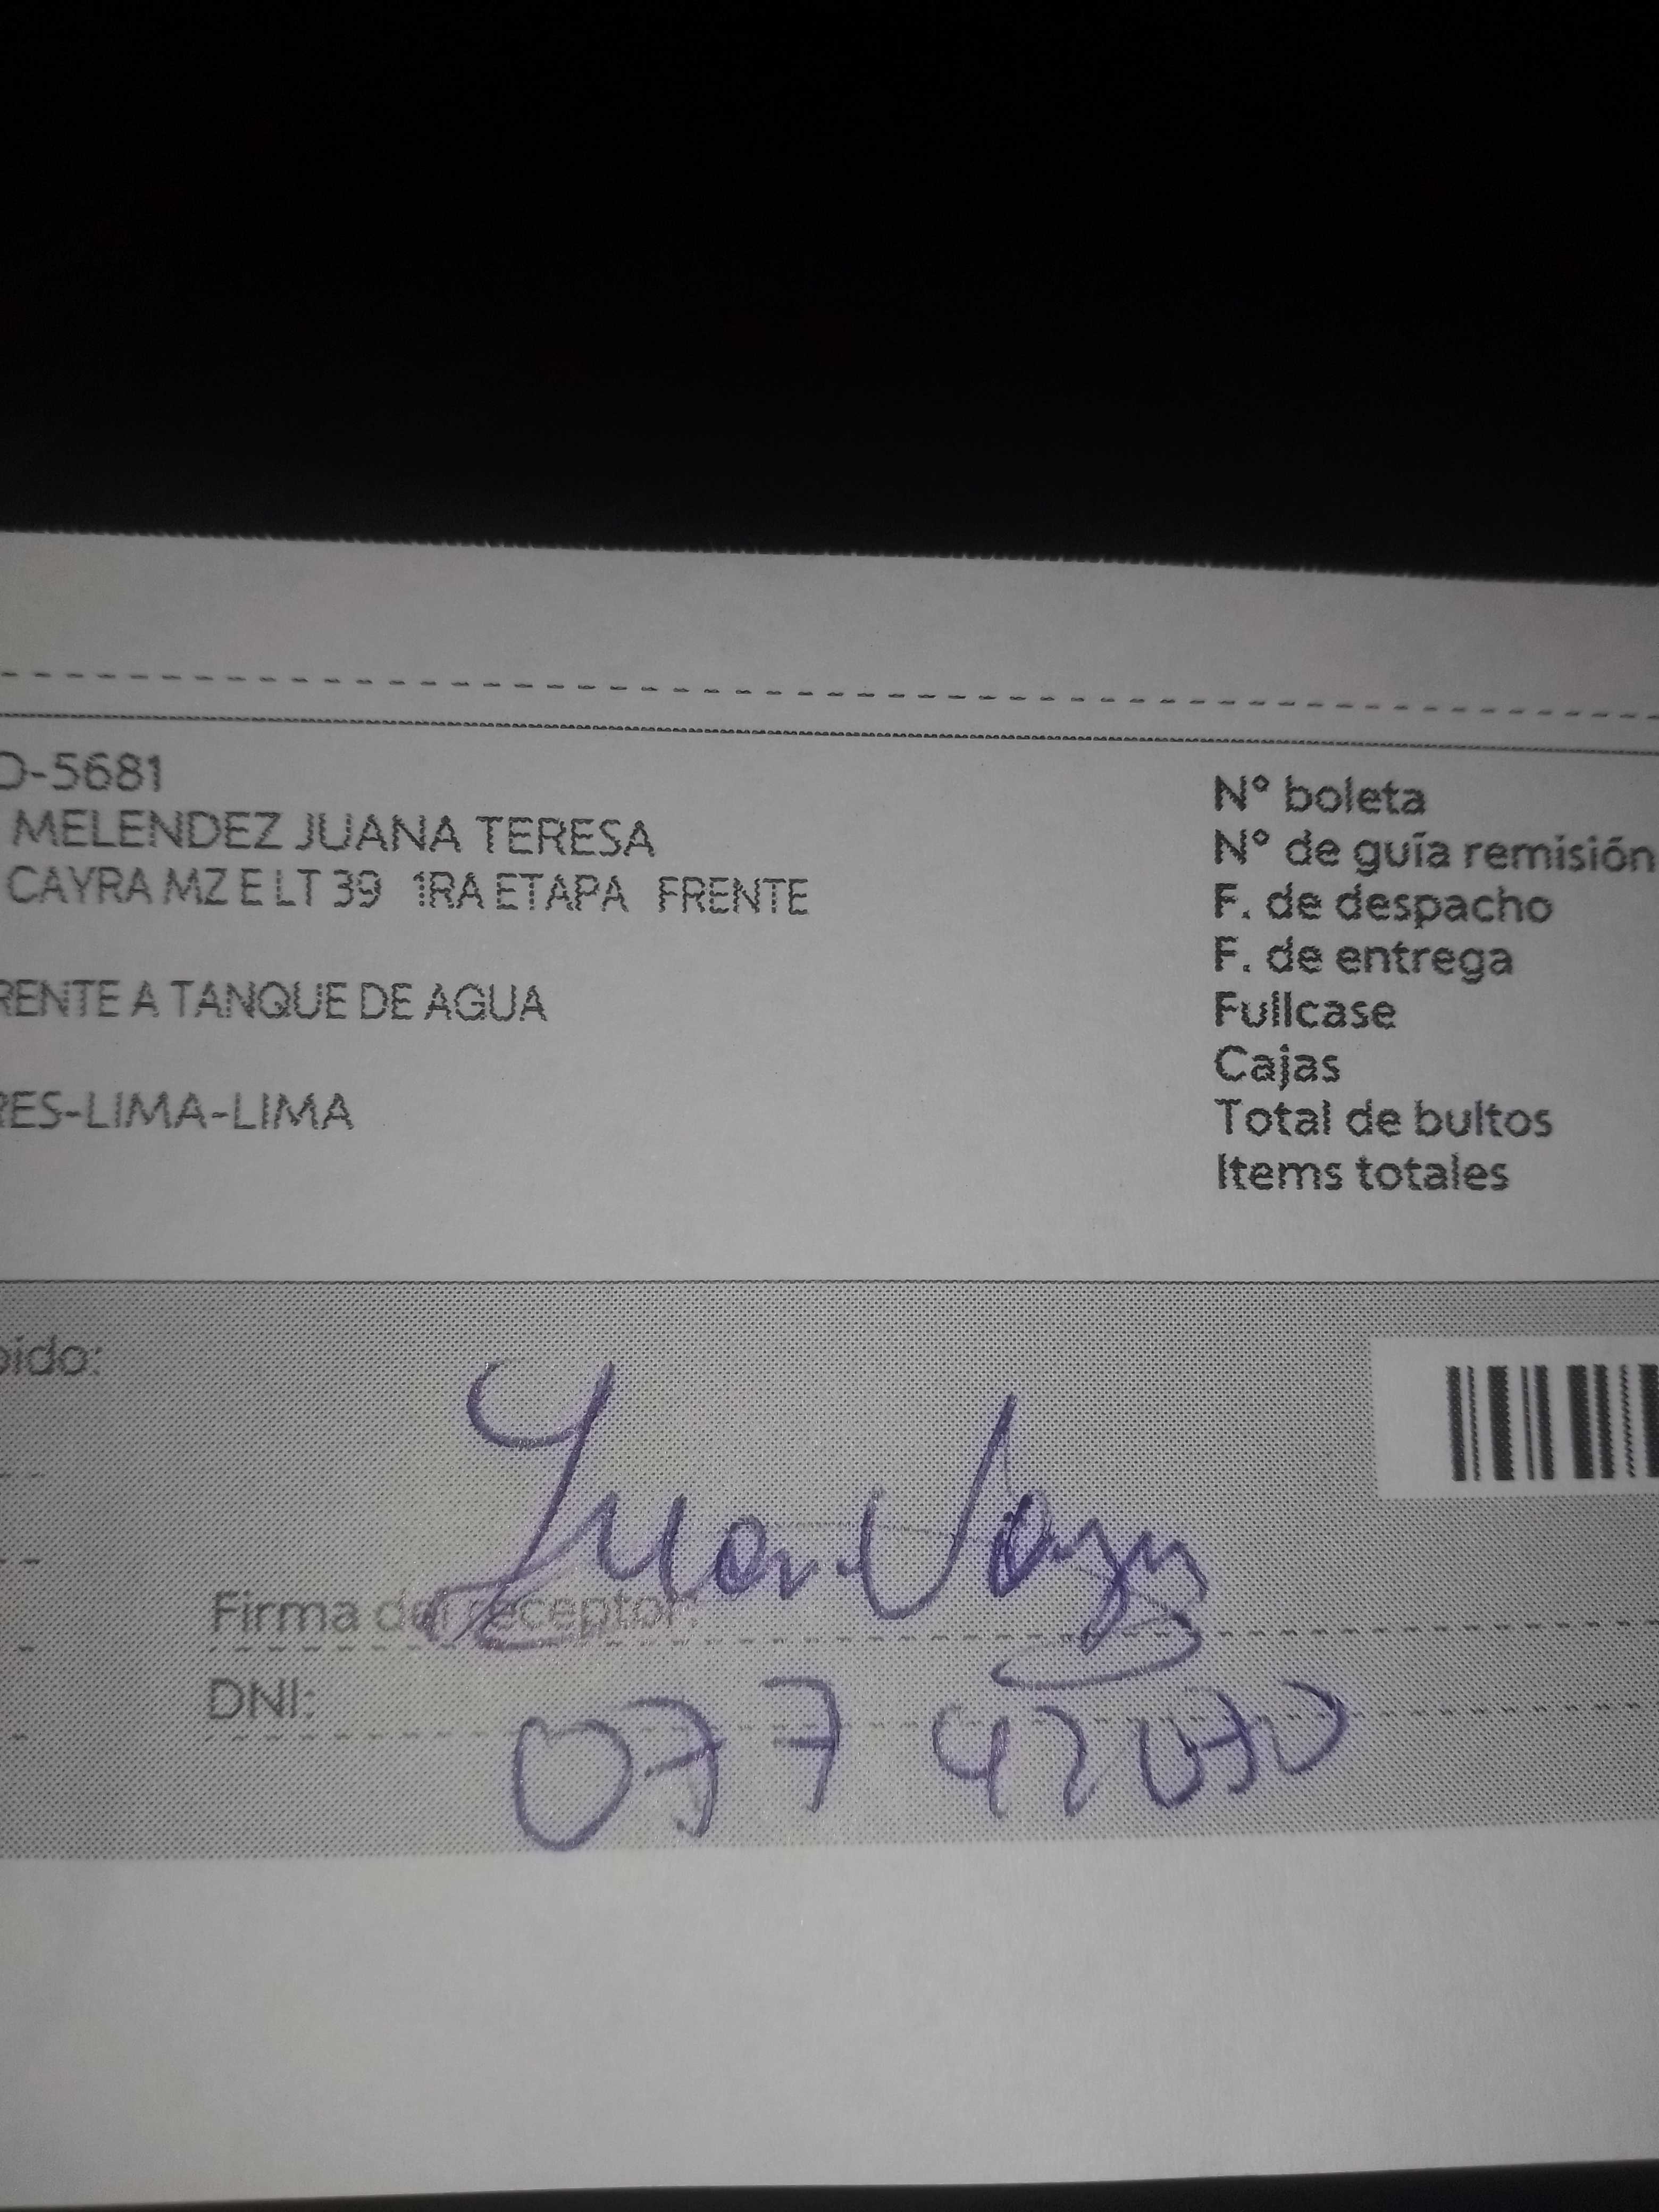 O-5681
MELENDEZ JUANA TERESA
CAYRA MZ E LT 39 1RA ETAPA FRENTE
RENTE A TANQUE DE AGUA
RES-LIMA-LIMA
N° boleta
N° de guía remisión
F. de despacho
F. de entrega
Fullcase
Cajas
Total de bultos
Items totales
bido:
Juan
Firma del receptor:
DNI: 07742070